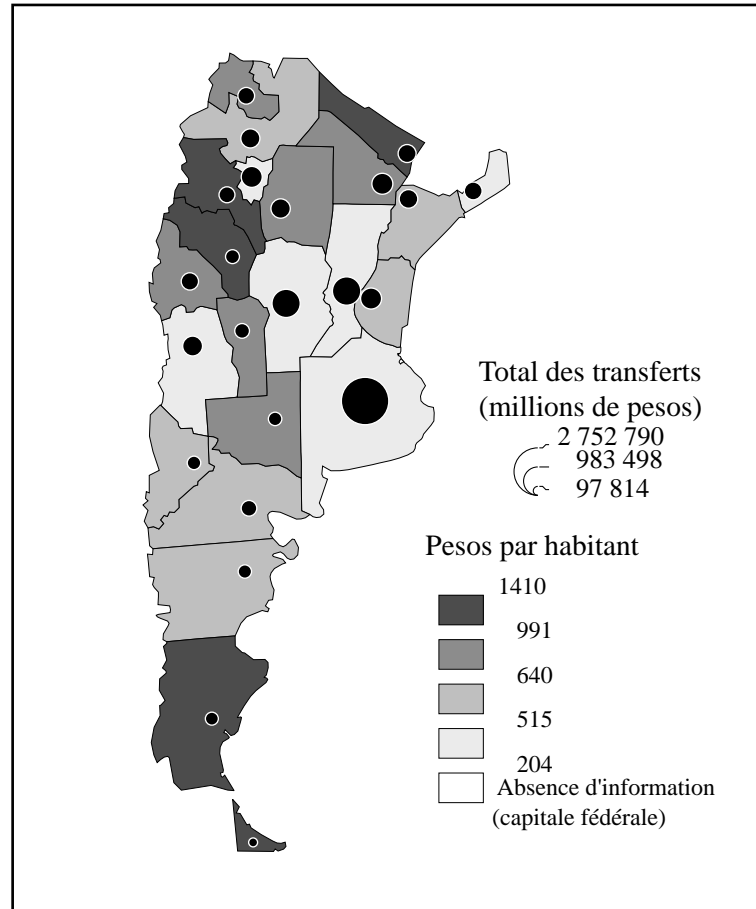 Total des transferts
(millions de pesos)
2 752 790
983 498
97 814
Pesos par habitant
1410
991
640
515
204
Absence d'information
(capitale fédérale)